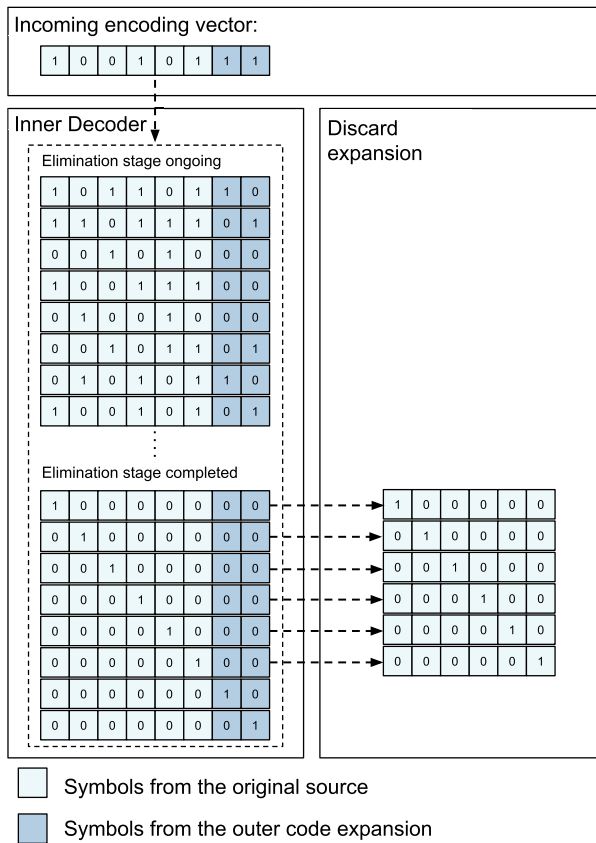 Incoming encoding vector:
1 0 0 1 0 1 1 1
Inner Decoder
Elimination stage ongoing
1 0 1 1 0 1 1 0
1 1 0 1 1 1 0 1
0 0 1 0 1 0 0 0
1 0 0 1 1 1 0 0
0 1 0 0 1 0 0 0
0 0 1 0 1 1 0 1
0 1 0 1 0 1 1 0
1 0 0 1 0 1 0 1
Elimination stage completed
1 0 0 0 0 0 0 0
0 1 0 0 0 0 0 0
0 0 1 0 0 0 0 0
0 0 0 1 0 0 0 0
0 0 0 0 1 0 0 0
0 0 0 0 0 1 0 0
0 0 0 0 0 0 1 0
0 0 0 0 0 0 0 1
Discard
expansion
1 0 0 0 0 0
0 1 0 0 0 0
0 0 1 0 0 0
0 0 0 1 0 0
0 0 0 0 1 0
0 0 0 0 0 1
Symbols from the original source
Symbols from the outer code expansion